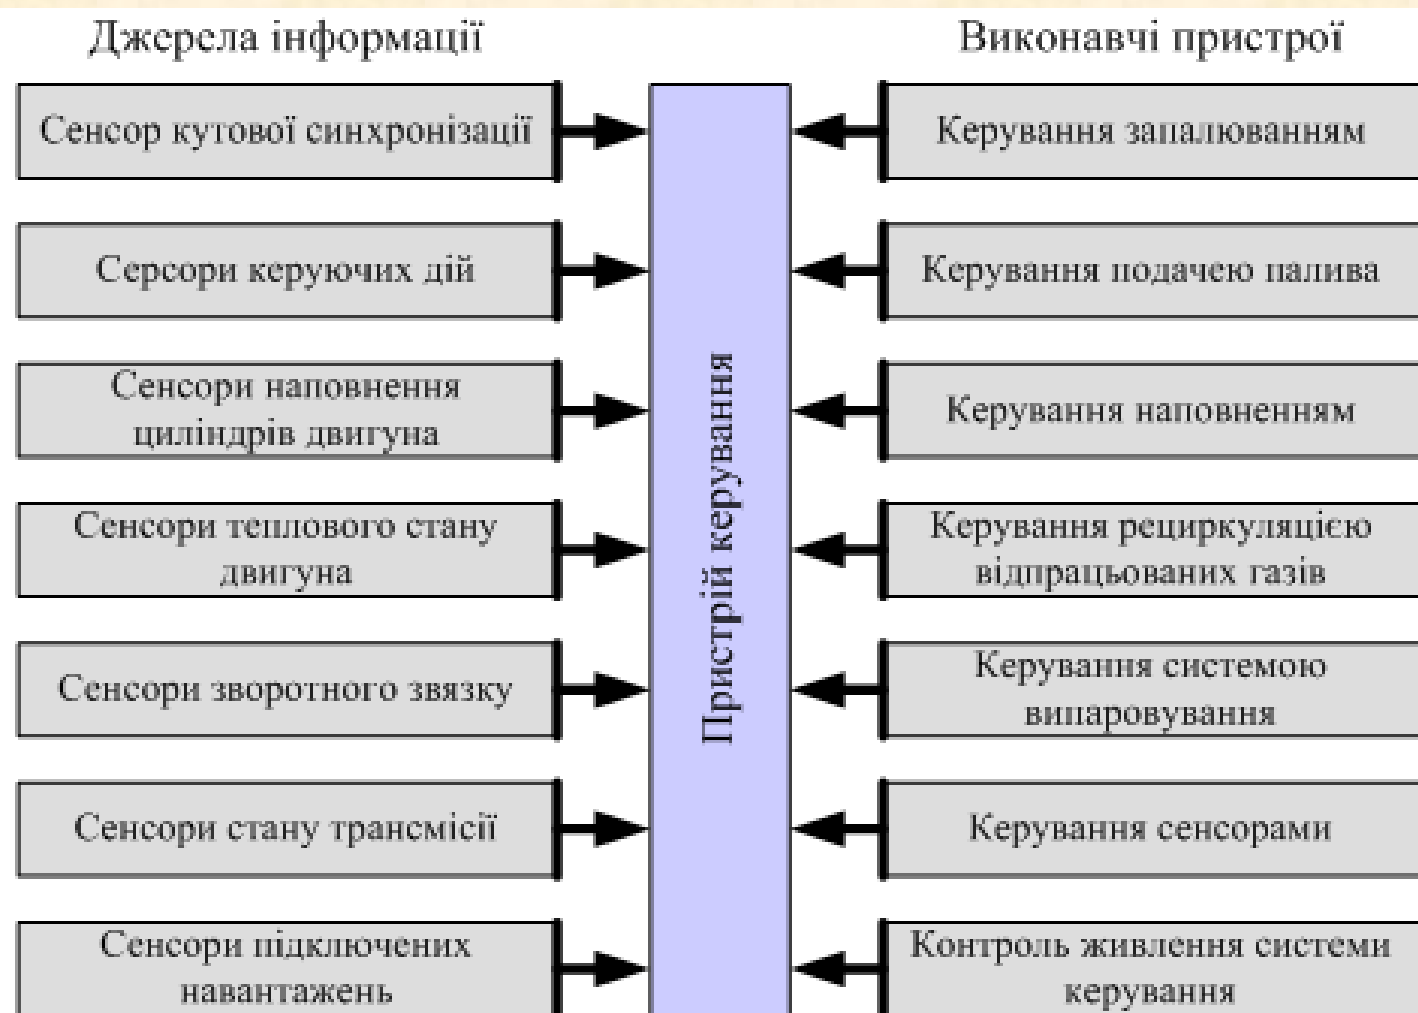 Джерела інформації
Виконавчі пристрої
Сенсор кутової синхронізації
Серсори керуючих дій
Сенсори наповнення
циліндрів двигуна
Сенсори теплового стану
двигуна
Сенсори зворотного звязку
Сенсори стану трансмісії
Сенсори підключених
навантажень
Пристрій керування
Керування запалюванням
Керування подачею палива
Керування наповненням
Керування рециркуляцією
відпрацьованих газів
Керування системою
випаровування
Керування сенсорами
Контроль живлення системи
керування